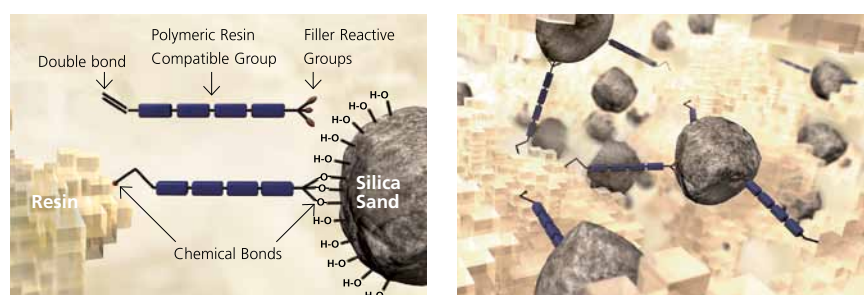 Double bond
Polymeric Resin
Compatible Group
Filler Reactive
Groups
H-O
H-O
H-O
H-O
H-O
H-O
O
O
O
H-O
H-O
H-O
H-O
H-O
Resin
Silica
Sand
Chemical Bonds